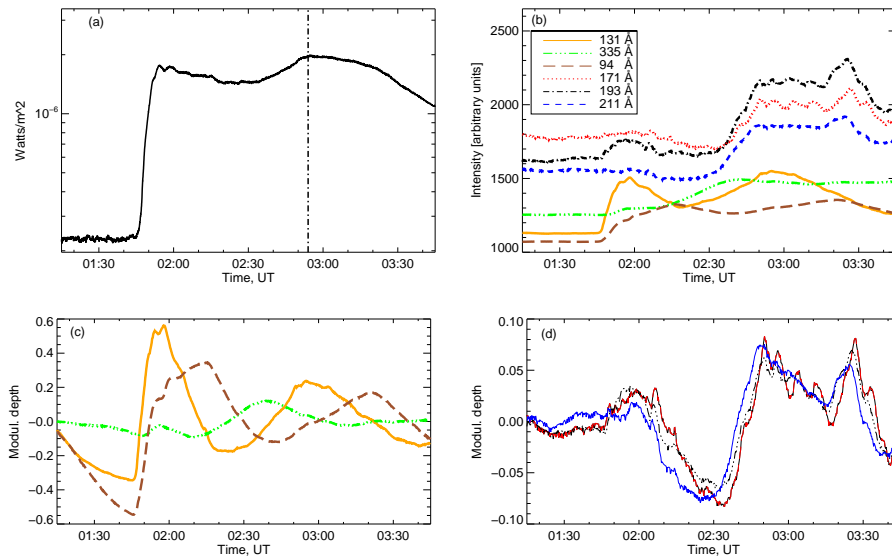 (a)
Watts/m^2
10⁻⁶
01:30 02:00 02:30 03:00 03:30
Time, UT
(b)
Intensity [arbitrary units]
2500
2000
1500
1000
131 Å
335 Å
94 Å
171 Å
193 Å
211 Å
01:30 02:00 02:30 03:00 03:30
Time, UT
(c)
Modul. depth
0.6
0.4
0.2
−0.0
−0.2
−0.4
−0.6
01:30 02:00 02:30 03:00 03:30
Time, UT
(d)
Modul. depth
0.10
0.05
0.00
−0.05
−0.10
01:30 02:00 02:30 03:00 03:30
Time, UT